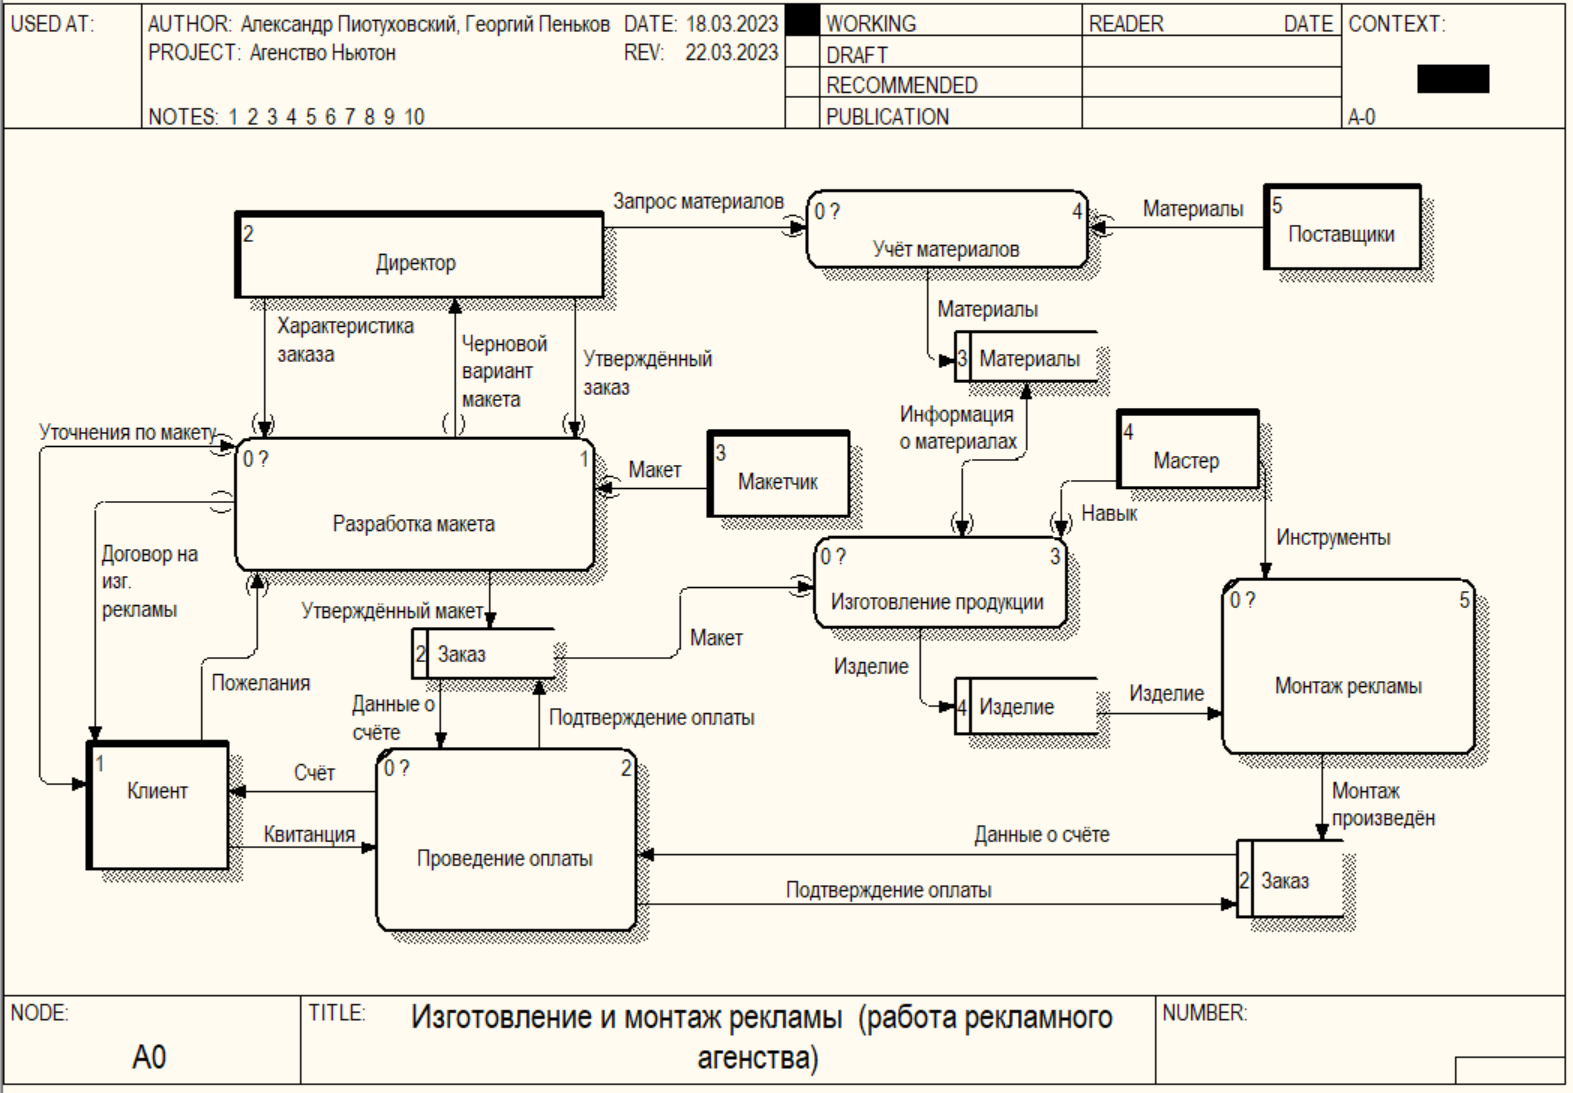 USED AT:
AUTHOR: Александр Пиотуховский, Георгий Пеньков
DATE: 18.03.2023
PROJECT: Агенство Ньютон
REV: 22.03.2023
NOTES: 1 2 3 4 5 6 7 8 9 10
WORKING
DRAFT
RECOMMENDED
PUBLICATION
READER
DATE
CONTEXT:
A-0
2
Директор
Запрос материалов
0 ?
4
Учёт материалов
Материалы
5
Поставщики
Материалы
3
Материалы
Характеристика
заказа
Черновой
вариант
макета
Утверждённый
заказ
Информация
о материалах
4
Мастер
Уточнения по макету
0 ?
1
Разработка макета
Макет
3
Макетчик
Навык
Инструменты
Договор на
изг.
рекламы
0 ?
3
Изготовление продукции
0 ?
5
Монтаж рекламы
Утверждённый макет
2
Заказ
Макет
Изделие
Пожелания
Данные о
счёте
Подтверждение оплаты
4
Изделие
Изделие
1
Клиент
Счёт
Квитанция
0 ?
2
Проведение оплаты
Монтаж
произведён
Данные о счёте
Подтверждение оплаты
2
Заказ
NODE:
A0
TITLE:
Изготовление и монтаж рекламы (работа рекламного
агенства)
NUMBER: